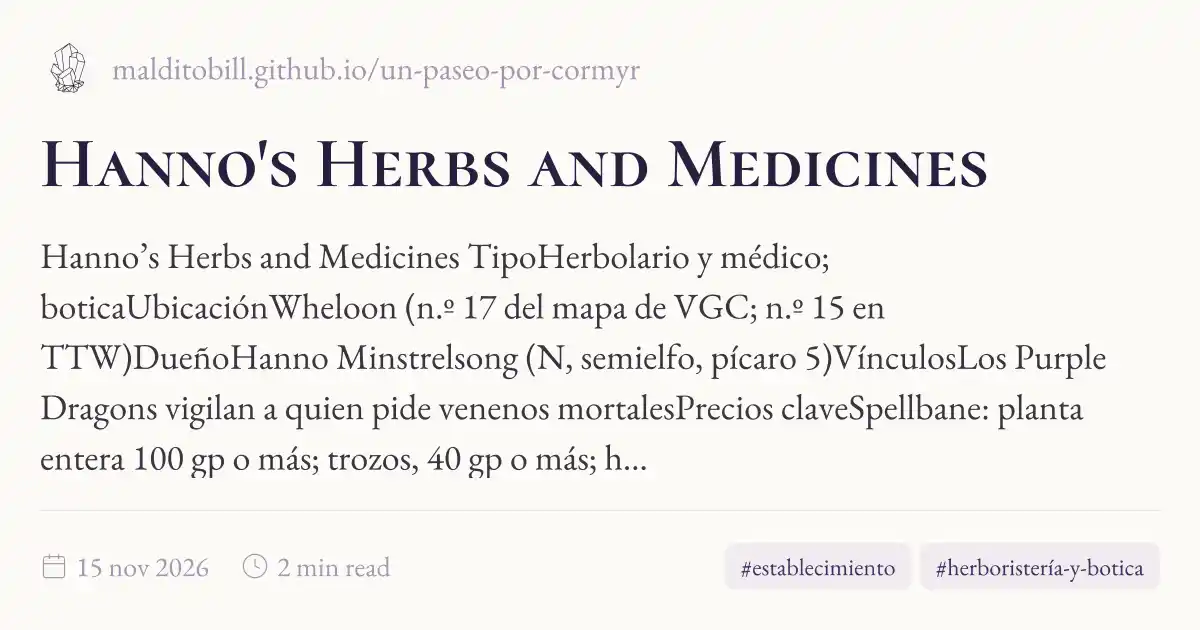 malditobill.github.io/un-paseo-por-cormyr
Hanno's Herbs and Medicines
Hanno’s Herbs and Medicines TipoHerbolario y médico;
boticaUbicaciónWheloon (n.º 17 del mapa de VGC; n.º 15 en
TTW)DueñoHanno Minstrelsong (N, semielfo, pícaro 5)VínculosLos Purple
Dragons vigilan a quien pide venenos mortalesPrecios claveSpellbane: planta
entera 100 gp o más; trozos, 40 gp o más; h...
15 nov 2026 2 min read #establecimiento #herboristería-y-botica